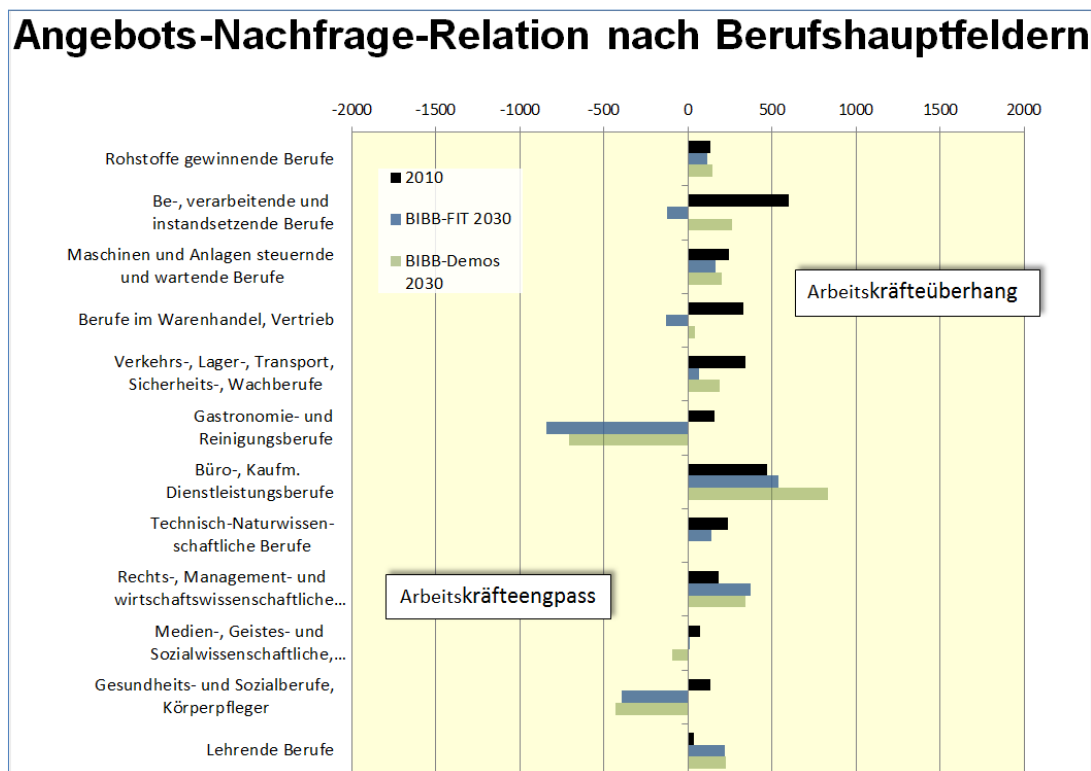 Angebots-Nachfrage-Relation nach Berufshauptfeldern
-2000 -1500 -1000 -500 0 500 1000 1500 2000
Rohstoffe gewinnende Berufe
Be-, verarbeitende und
instandsetzende Berufe
Maschinen und Anlagen steuernde
und wartende Berufe
Berufe im Warenhandel, Vertrieb
Verkehrs-, Lager-, Transport,
Sicherheits-, Wachberufe
Gastronomie- und
Reinigungsberufe
Büro-, Kaufm.
Dienstleistungsberufe
Technisch-Naturwissen-
schaftliche Berufe
Rechts-, Management- und
wirtschaftswissenschaftliche...
Medien-, Geistes- und
Sozialwissenschaftliche,...
Gesundheits- und Sozialberufe,
Körperpfleger
Lehrende Berufe
2010
BIBB-FIT 2030
BIBB-Demos
2030
Arbeitskräfteüberhang
Arbeitskräfteengpass